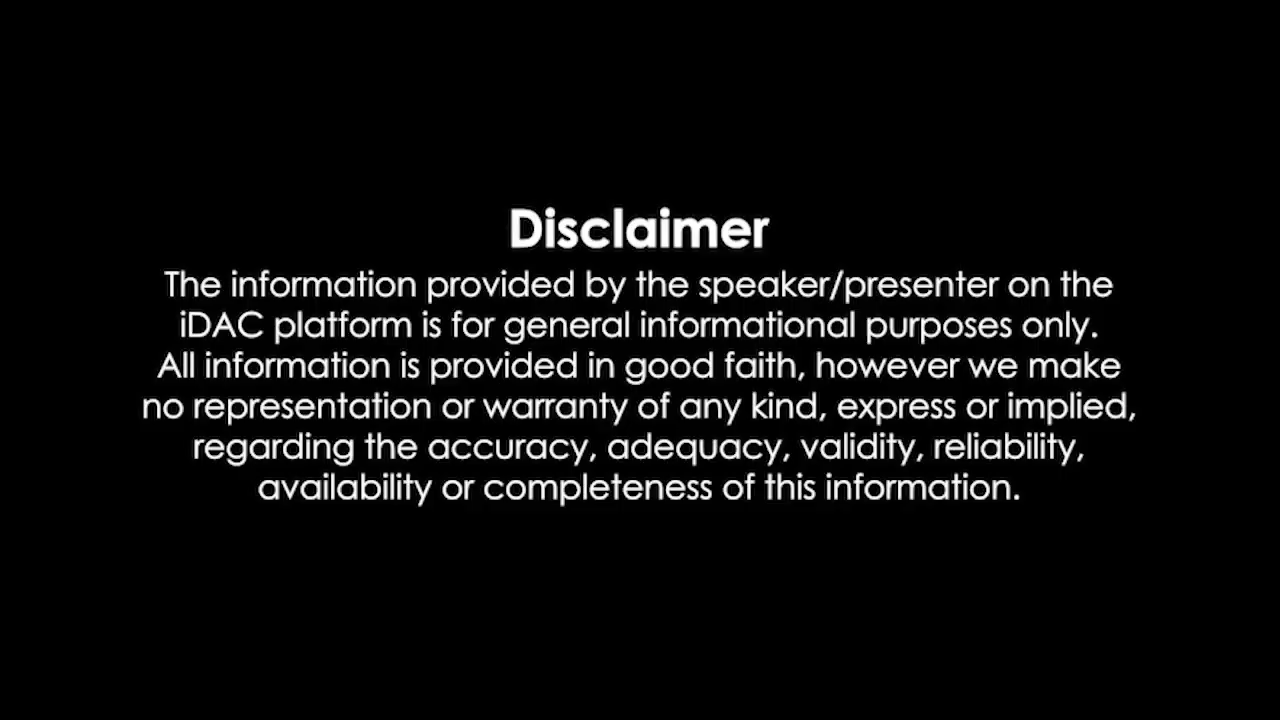 Disclaimer
The information provided by the speaker/presenter on the
iDAC platform is for general informational purposes only.
All information is provided in good faith, however we make
no representation or warranty of any kind, express or implied,
regarding the accuracy, adequacy, validity, reliability,
availability or completeness of this information.